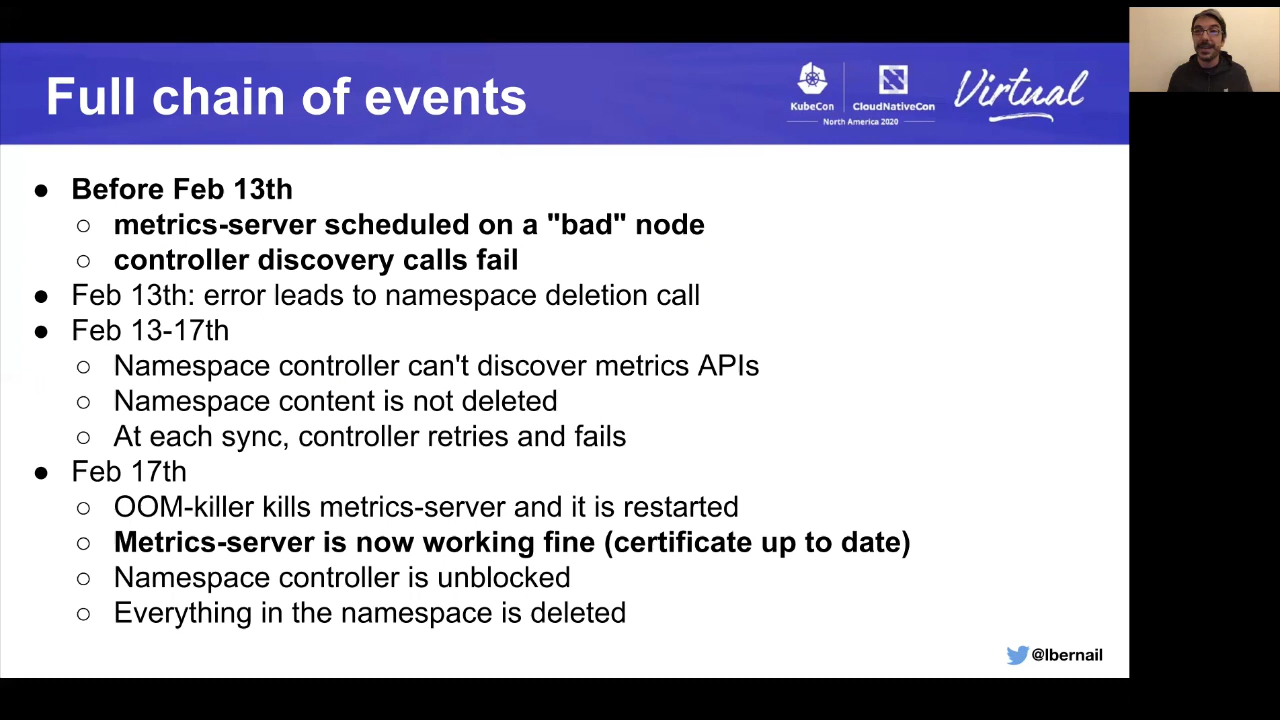 Full chain of events
KubeCon
CloudNativeCon
North America 2020
Virtual
● Before Feb 13th
○ metrics-server scheduled on a "bad" node
○ controller discovery calls fail
● Feb 13th: error leads to namespace deletion call
● Feb 13-17th
○ Namespace controller can't discover metrics APIs
○ Namespace content is not deleted
○ At each sync, controller retries and fails
● Feb 17th
○ OOM-killer kills metrics-server and it is restarted
○ Metrics-server is now working fine (certificate up to date)
○ Namespace controller is unblocked
○ Everything in the namespace is deleted
@lbernail